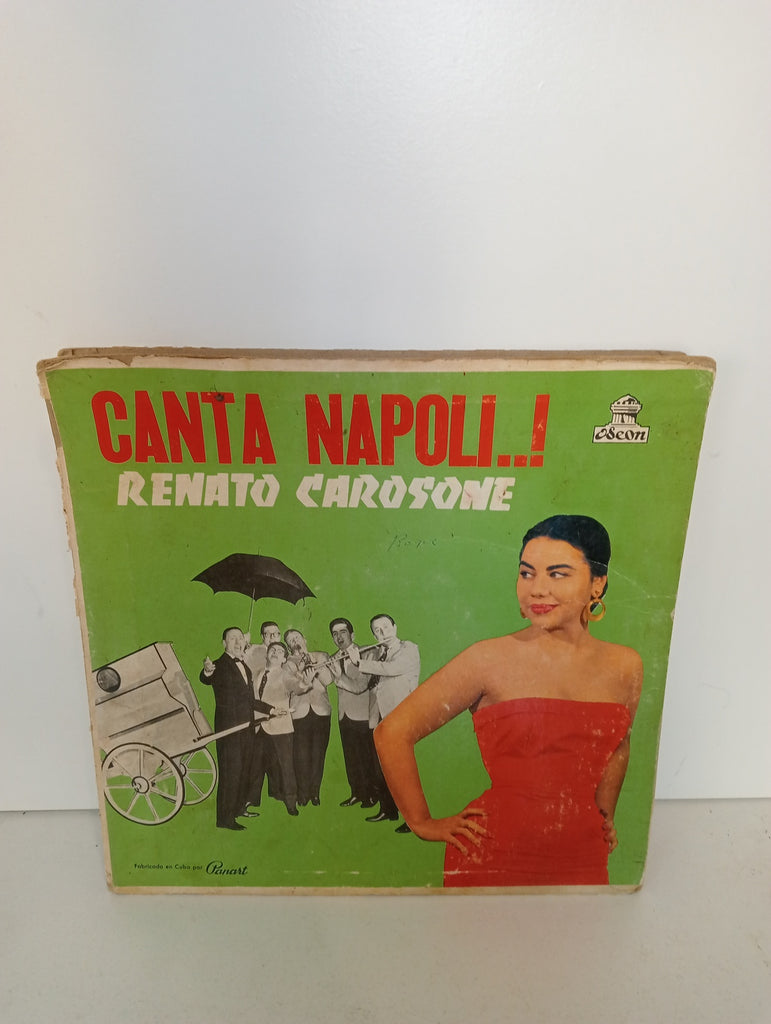 CANTA NAPOLI..!
RENATO CAROSONE
ODEON
Fabricado en Cuba por Panart